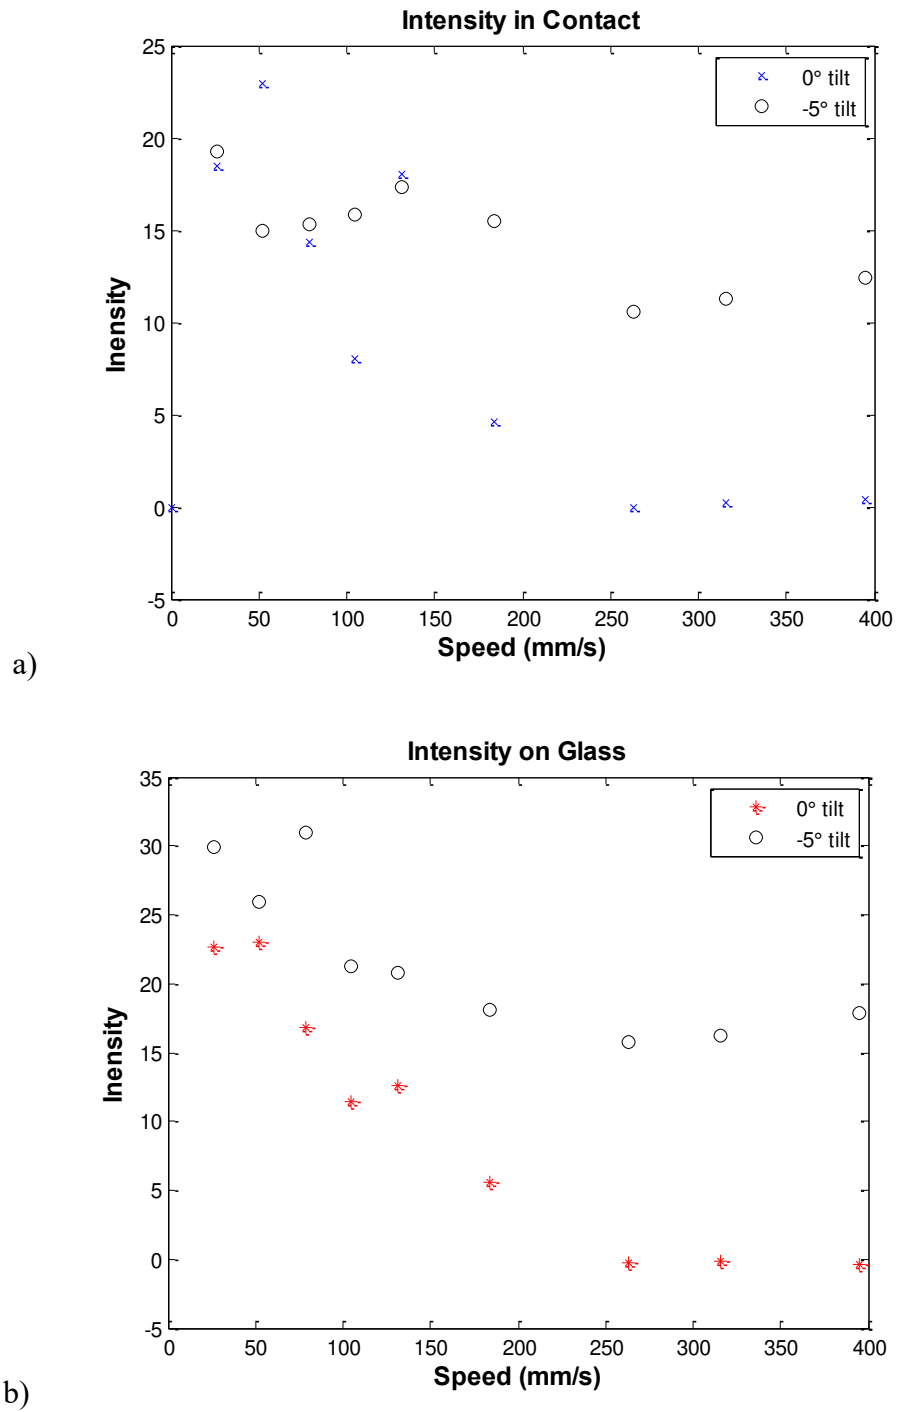 Intensity in Contact
25
20
15
10
5
0
-5
0° tilt
-5° tilt
Inensity
0 50 100 150 200 250 300 350 400
Speed (mm/s)
a)
Intensity on Glass
35
30
25
20
15
10
5
0
-5
0° tilt
-5° tilt
Inensity
0 50 100 150 200 250 300 350 400
Speed (mm/s)
b)